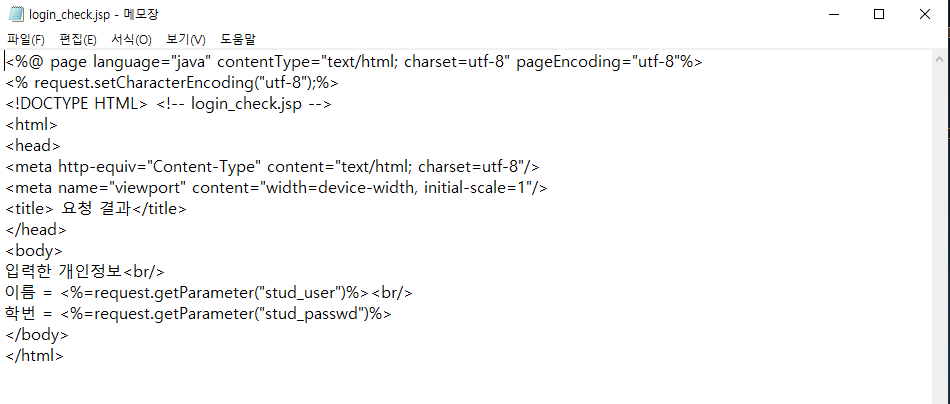 login_check.jsp - 메모장
파일(F) 편집(E) 서식(O) 보기(V) 도움말
<%@ page language="java" contentType="text/html; charset=utf-8" pageEncoding="utf-8"%>
<% request.setCharacterEncoding("utf-8");%>
<!DOCTYPE HTML> <!-- login_check.jsp -->
<html>
<head>
<meta http-equiv="Content-Type" content="text/html; charset=utf-8"/>
<meta name="viewport" content="width=device-width, initial-scale=1"/>
<title> 요청 결과</title>
</head>
<body>
입력한 개인정보<br/>
이름 = <%=request.getParameter("stud_user")%><br/>
학번 = <%=request.getParameter("stud_passwd")%>
</body>
</html>